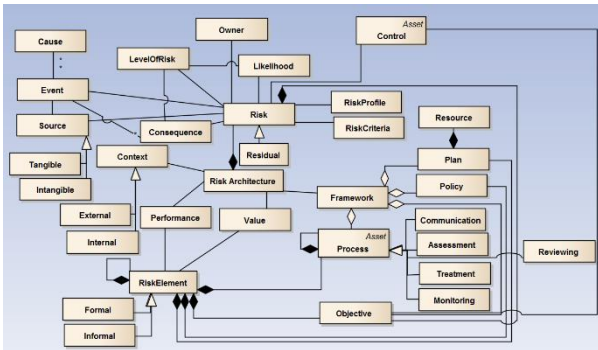 Owner
Asset
Control
Cause
LevelOfRisk
Likelihood
Event
RiskProfile
Risk
Source
Consequence
RiskCriteria
Resource
Context
Residual
Plan
Tangible
Intangible
Risk Architecture
Framework
Policy
External
Performance
Value
Communication
Internal
Asset
Process
Assessment
Reviewing
RiskElement
Treatment
Monitoring
Formal
Objective
Informal